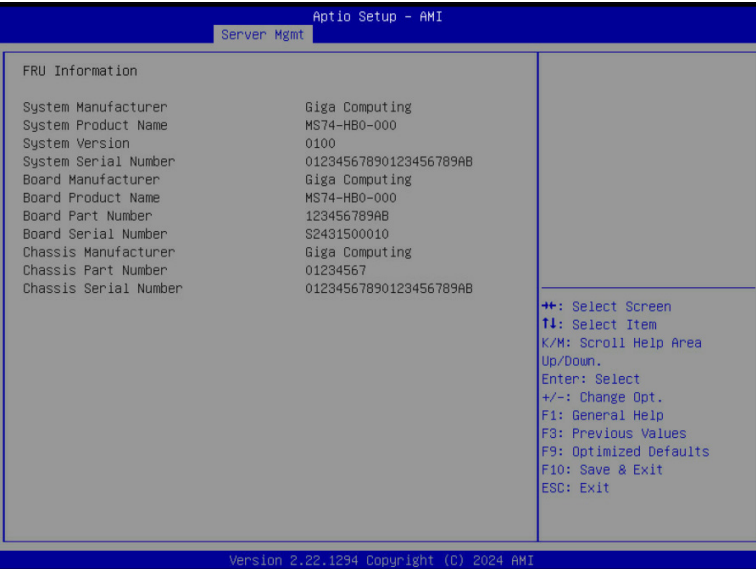 Aptio Setup – AMI
Server Mgmt
FRU Information
System Manufacturer Giga Computing
System Product Name MS74-HB0-000
System Version 0100
System Serial Number 01234567890123456789AB
Board Manufacturer Giga Computing
Board Product Name MS74-HB0-000
Board Part Number 123456789AB
Board Serial Number S2431500010
Chassis Manufacturer Giga Computing
Chassis Part Number 01234567
Chassis Serial Number 01234567890123456789AB
→←: Select Screen
↑↓: Select Item
K/M: Scroll Help Area
Up/Down.
Enter: Select
+/-: Change Opt.
F1: General Help
F3: Previous Values
F9: Optimized Defaults
F10: Save & Exit
ESC: Exit
Version 2.22.1294 Copyright (C) 2024 AMI